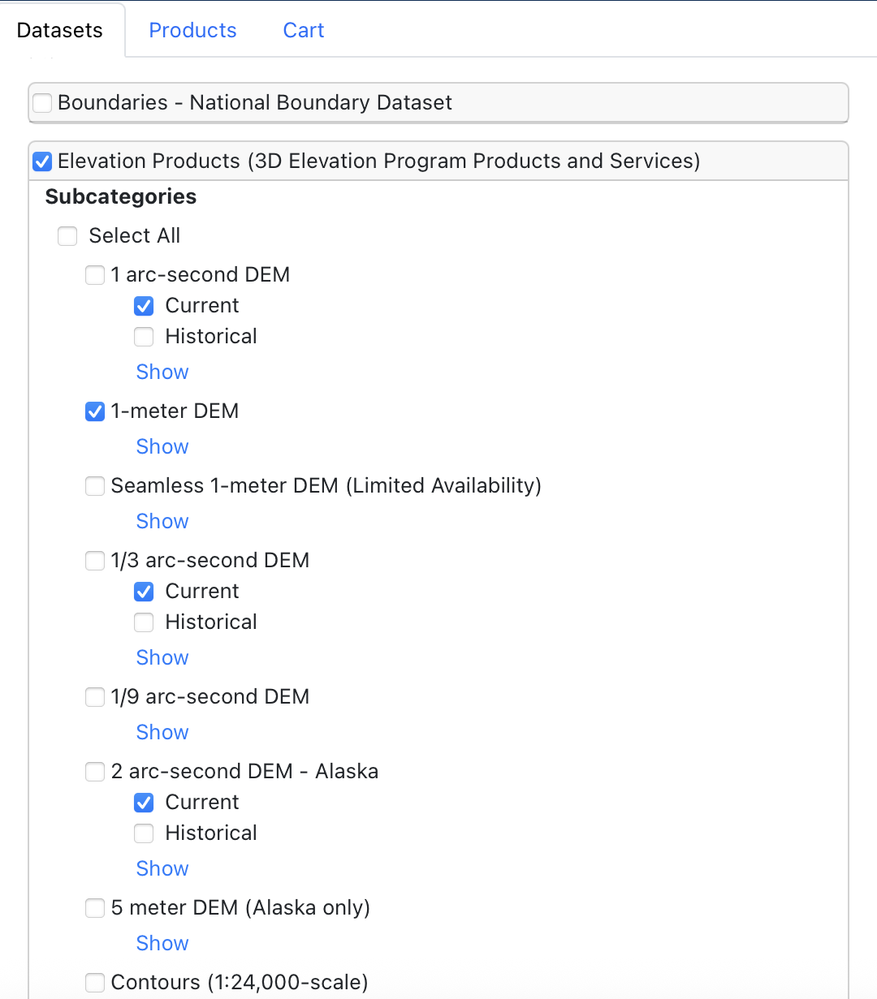 Datasets Products Cart
Boundaries - National Boundary Dataset
Elevation Products (3D Elevation Program Products and Services)
Subcategories
Select All
1 arc-second DEM
Current
Historical
Show
1-meter DEM
Show
Seamless 1-meter DEM (Limited Availability)
Show
1/3 arc-second DEM
Current
Historical
Show
1/9 arc-second DEM
Show
2 arc-second DEM - Alaska
Current
Historical
Show
5 meter DEM (Alaska only)
Show
Contours (1:24,000-scale)